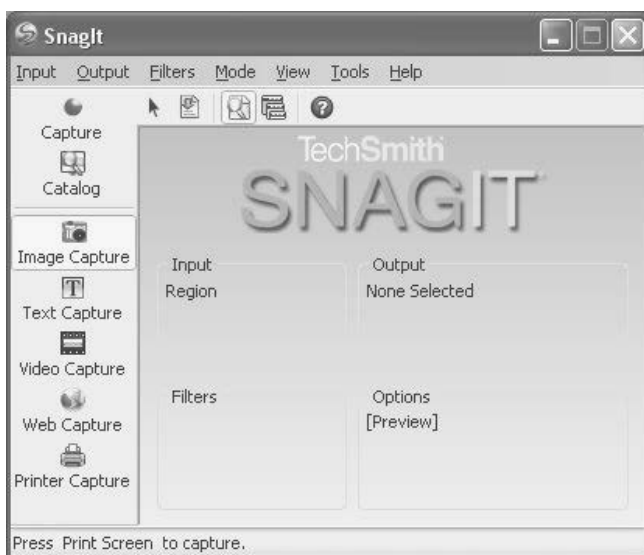 SnagIt
Input Output Filters Mode View Tools Help
Capture
Catalog
Image Capture
Text Capture
Video Capture
Web Capture
Printer Capture
TechSmith
SNAGIT
Input
Region
Output
None Selected
Filters
Options
[Preview]
Press Print Screen to capture.